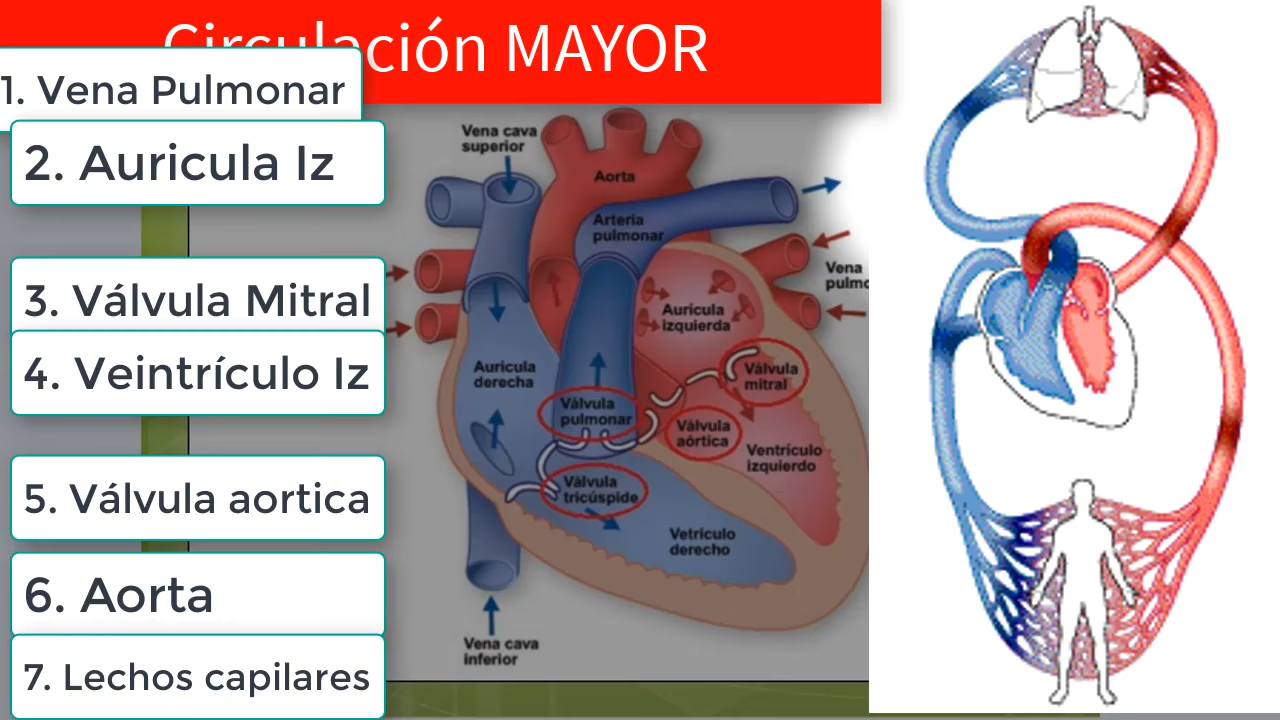 Circulación MAYOR
1. Vena Pulmonar
2. Auricula Iz
3. Válvula Mitral
4. Veintrículo Iz
5. Válvula aortica
6. Aorta
7. Lechos capilares
Vena cava
superior
Aorta
Arteria
pulmonar
Vena
pulmo
Aurícula
izquierda
Auricula
derecha
Válvula
mitral
Válvula
pulmonar
Válvula
aórtica
Ventrículo
izquierdo
Válvula
tricúspide
Vetriculo
derecho
Vena cava
inferior